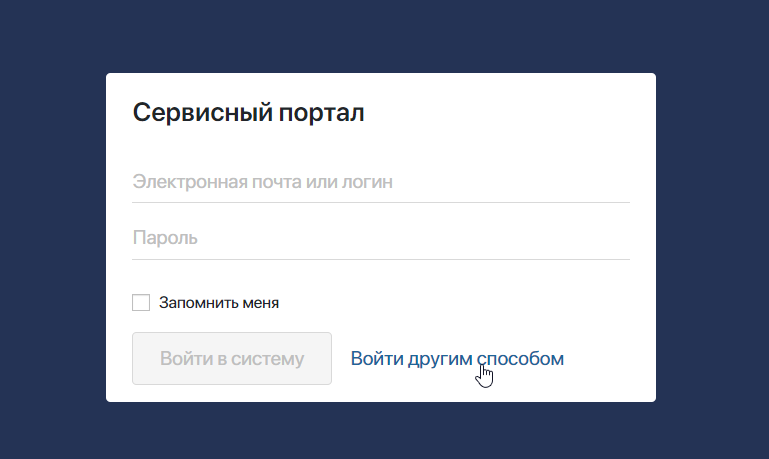 Сервисный портал
Электронная почта или логин
Пароль
Запомнить меня
Войти в систему
Войти другим способом